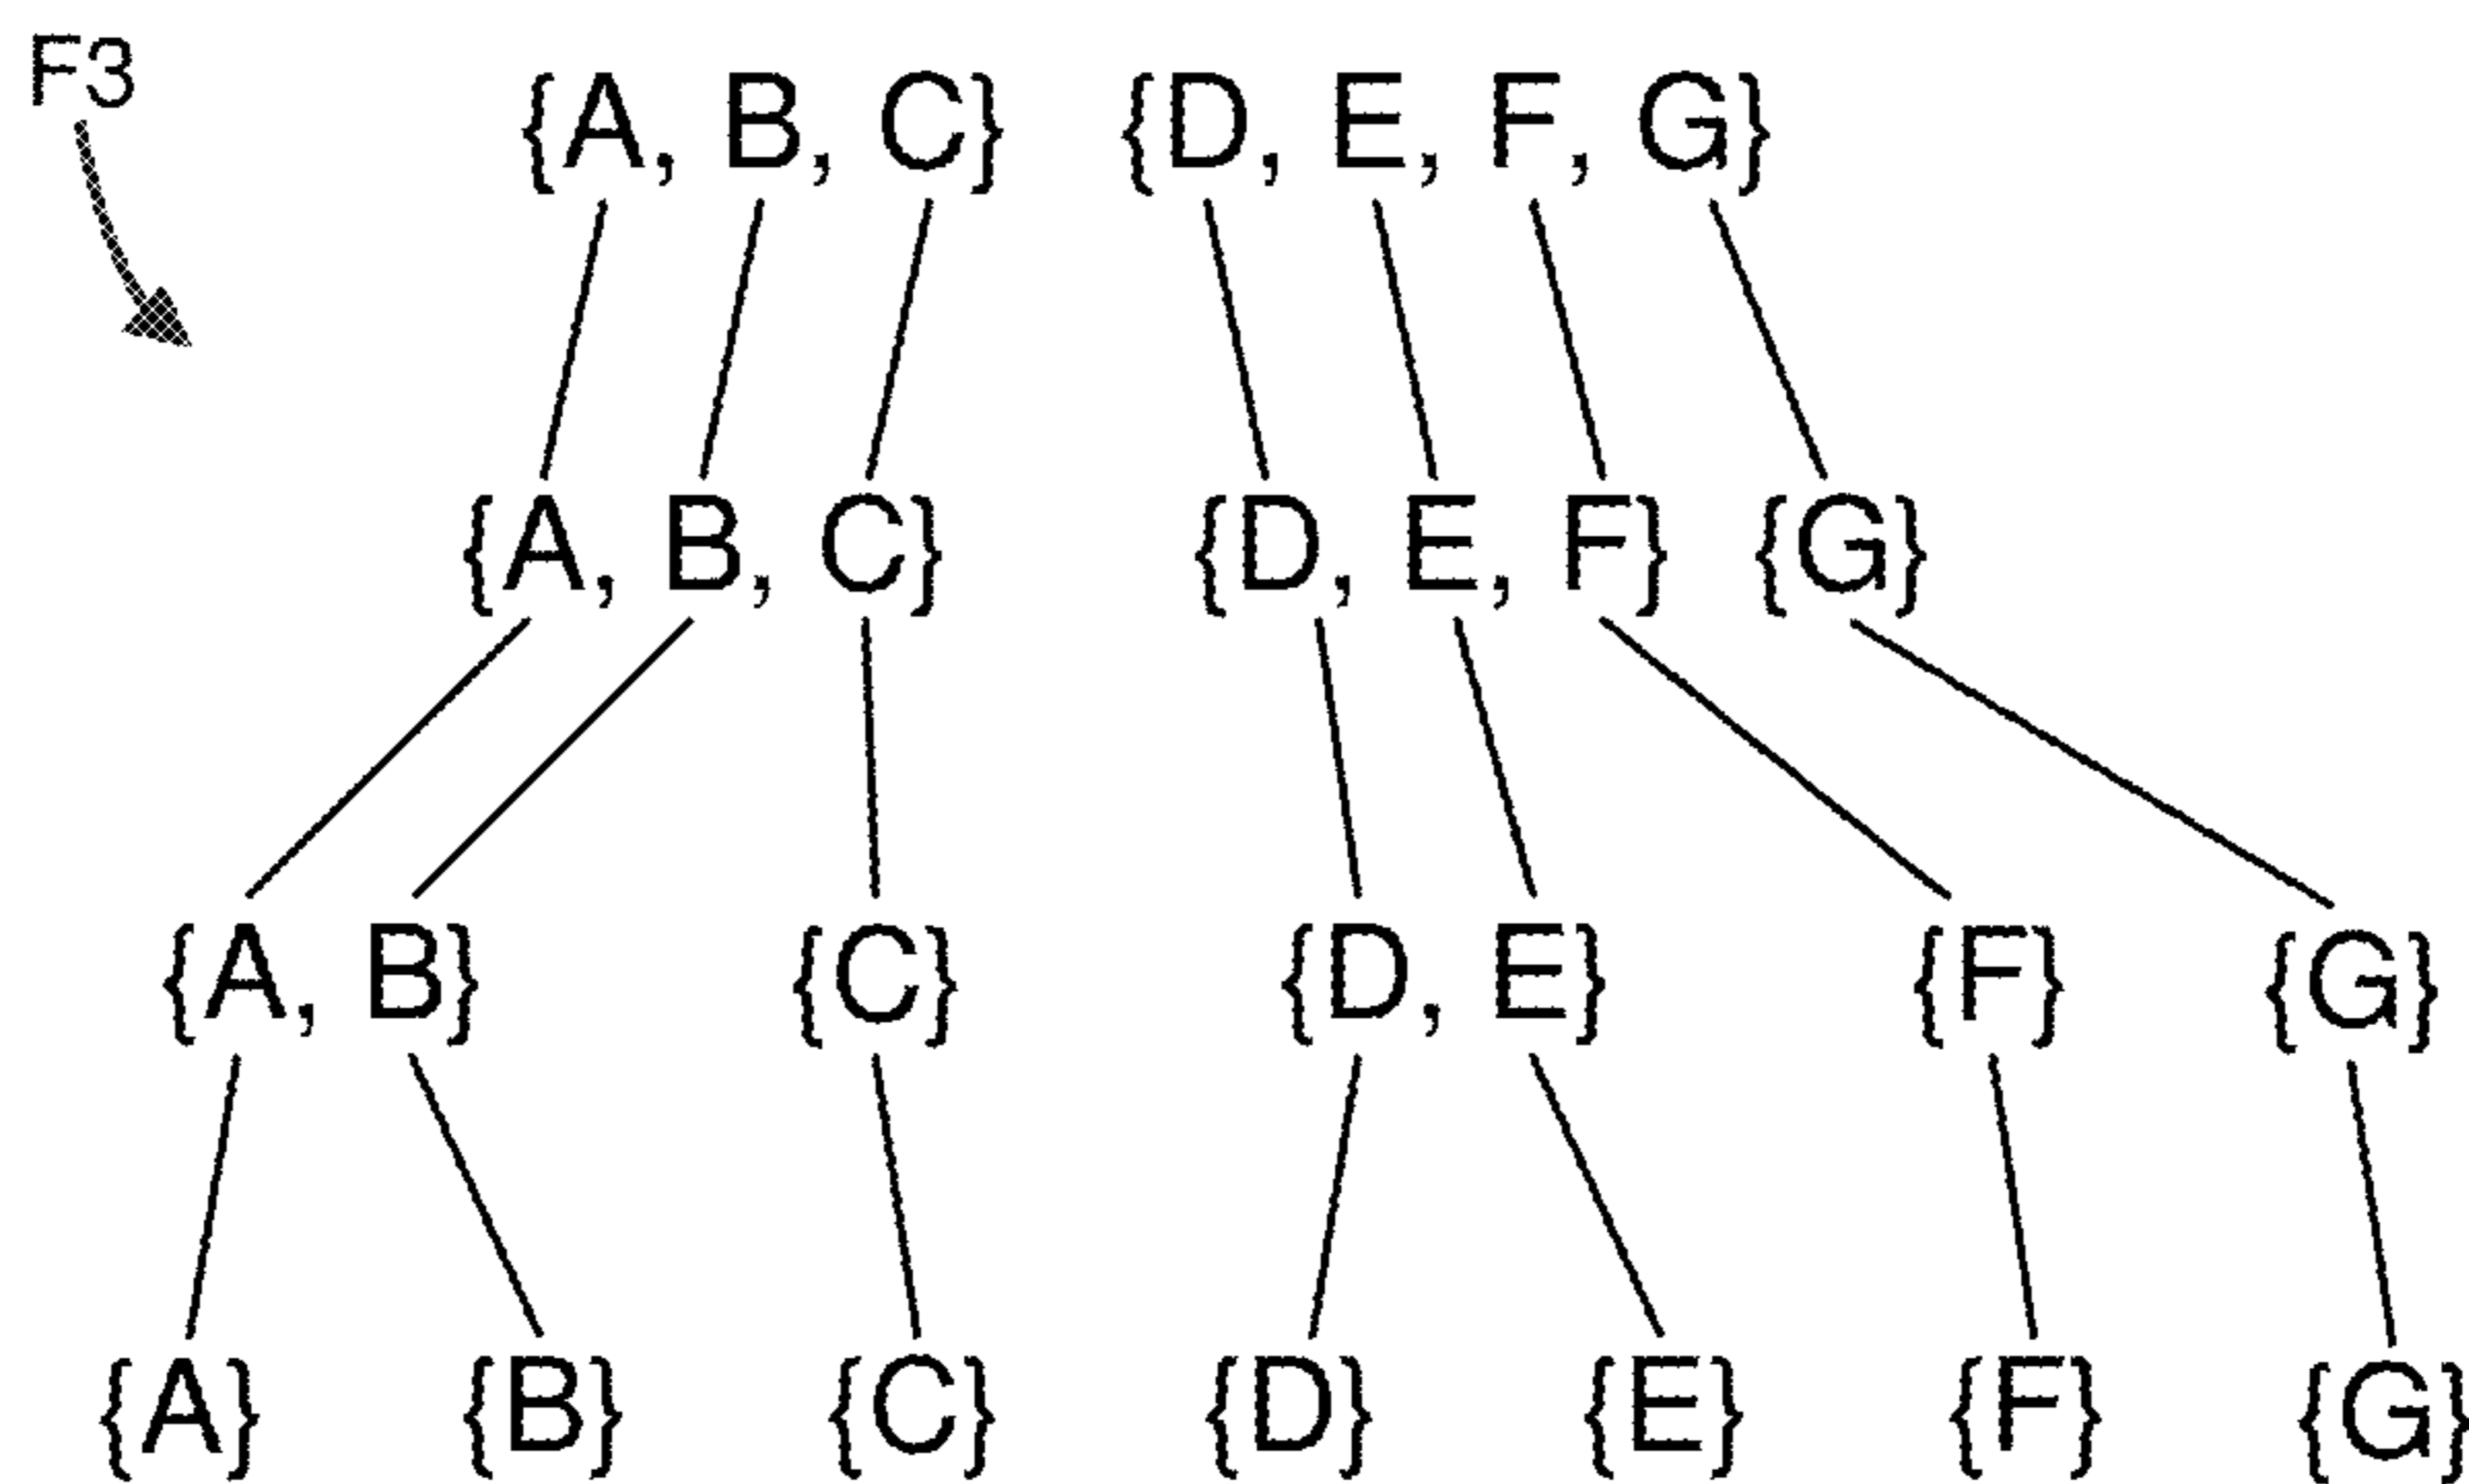 F3
{A, B, C} {D, E, F, G}
{A, B, C} {D, E, F} {G}
{A, B} {C} {D, E} {F} {G}
{A} {B} {C} {D} {E} {F} {G}